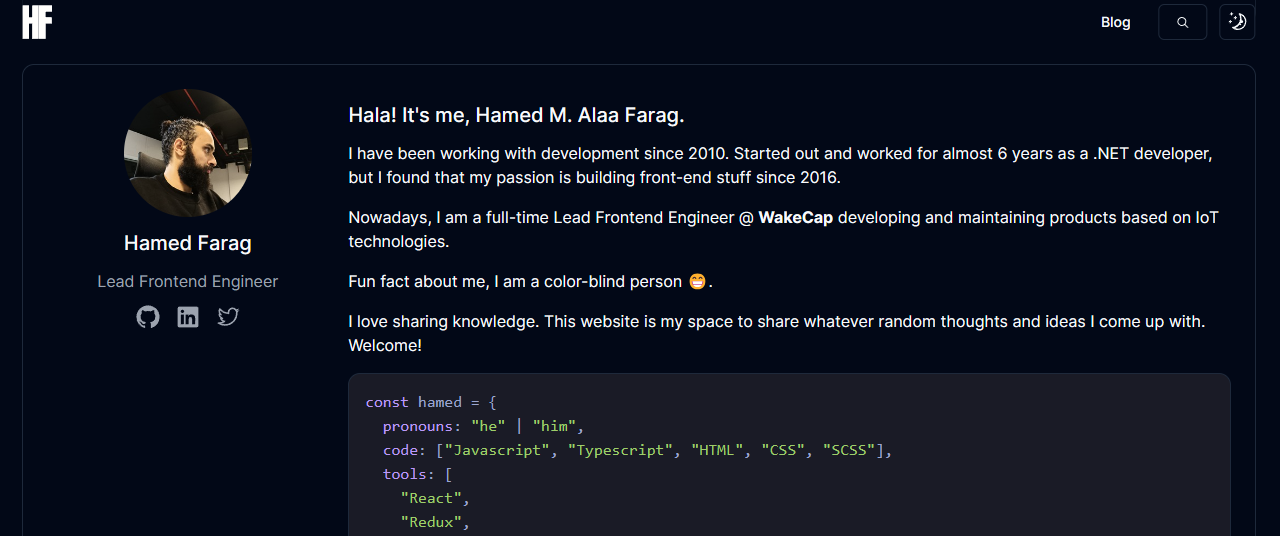 HF
Blog
Hamed Farag
Lead Frontend Engineer
Hala! It's me, Hamed M. Alaa Farag.
I have been working with development since 2010. Started out and worked for almost 6 years as a .NET developer,
but I found that my passion is building front-end stuff since 2016.
Nowadays, I am a full-time Lead Frontend Engineer @ WakeCap developing and maintaining products based on IoT
technologies.
Fun fact about me, I am a color-blind person 😁.
I love sharing knowledge. This website is my space to share whatever random thoughts and ideas I come up with.
Welcome!
const hamed = {
  pronouns: "he" | "him",
  code: ["Javascript", "Typescript", "HTML", "CSS", "SCSS"],
  tools: [
    "React",
    "Redux",